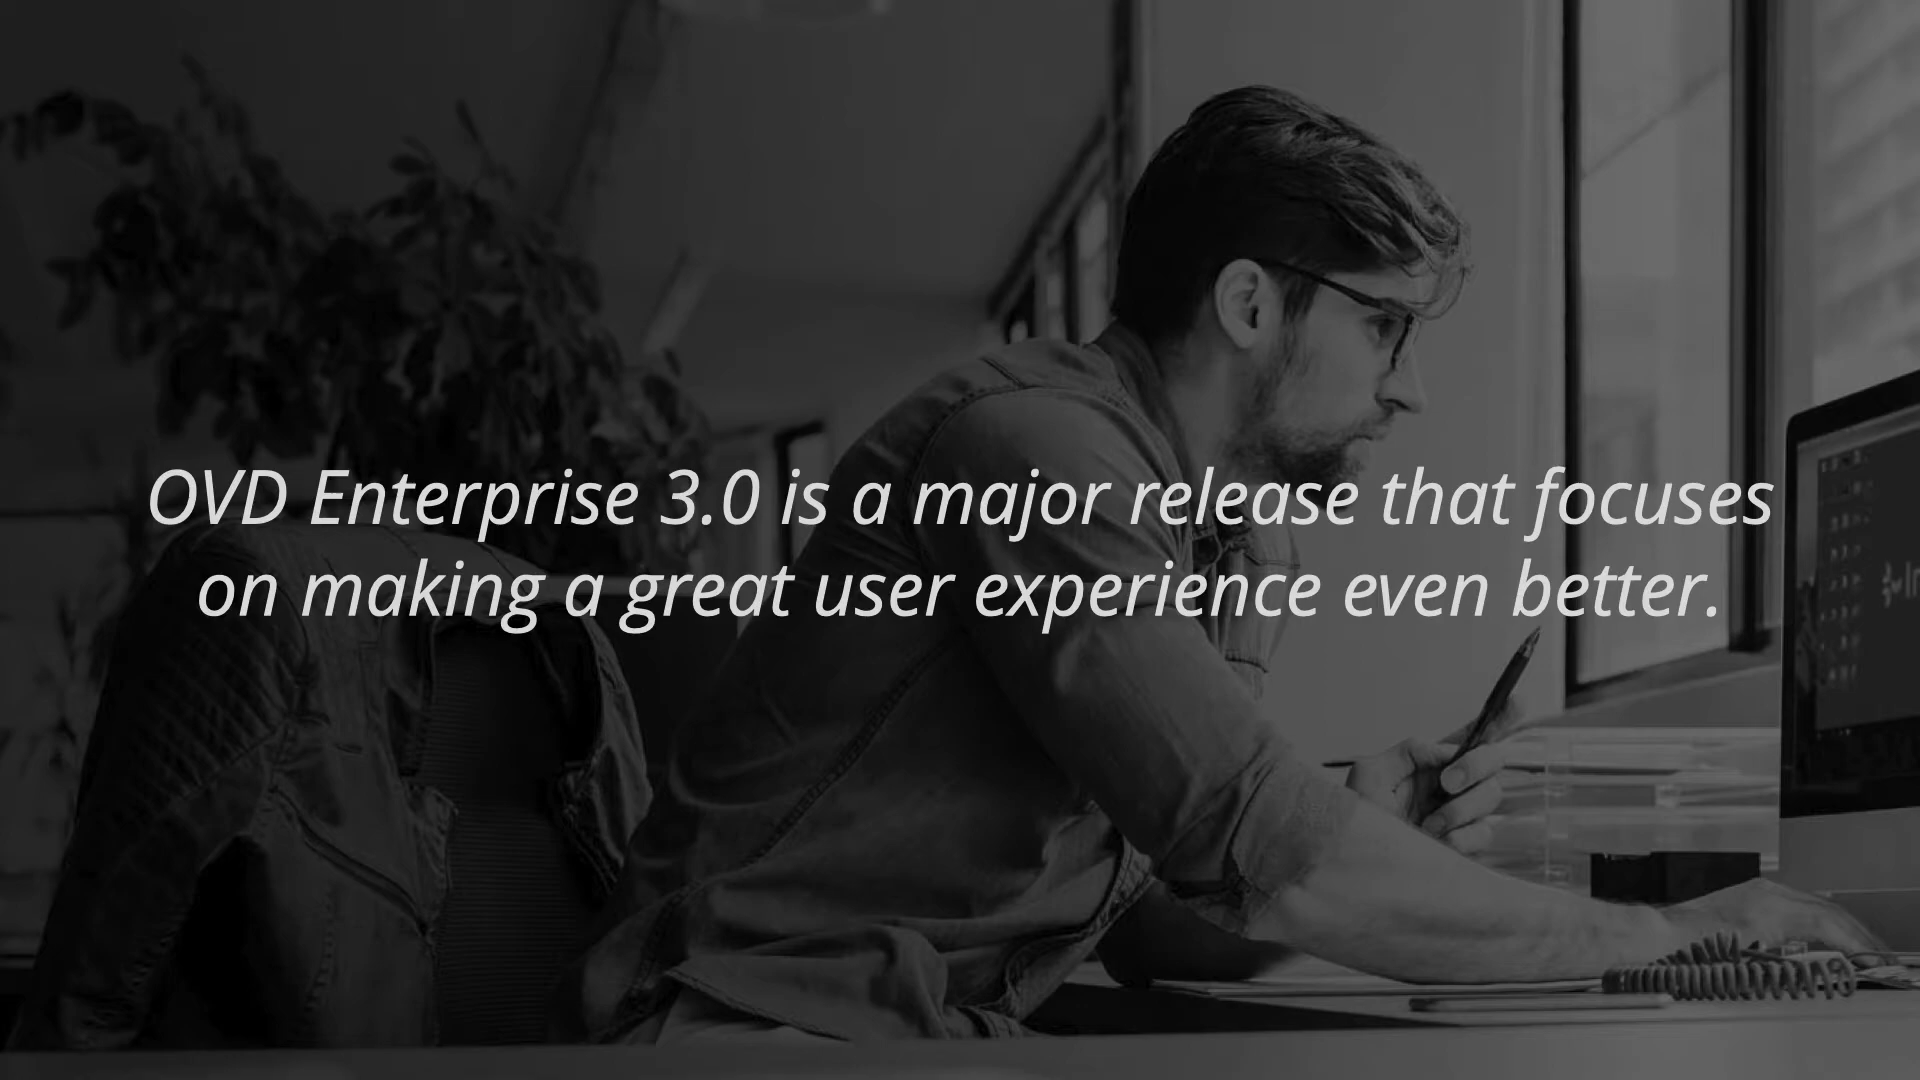 OVD Enterprise 3.0 is a major release that focuses
on making a great user experience even better.